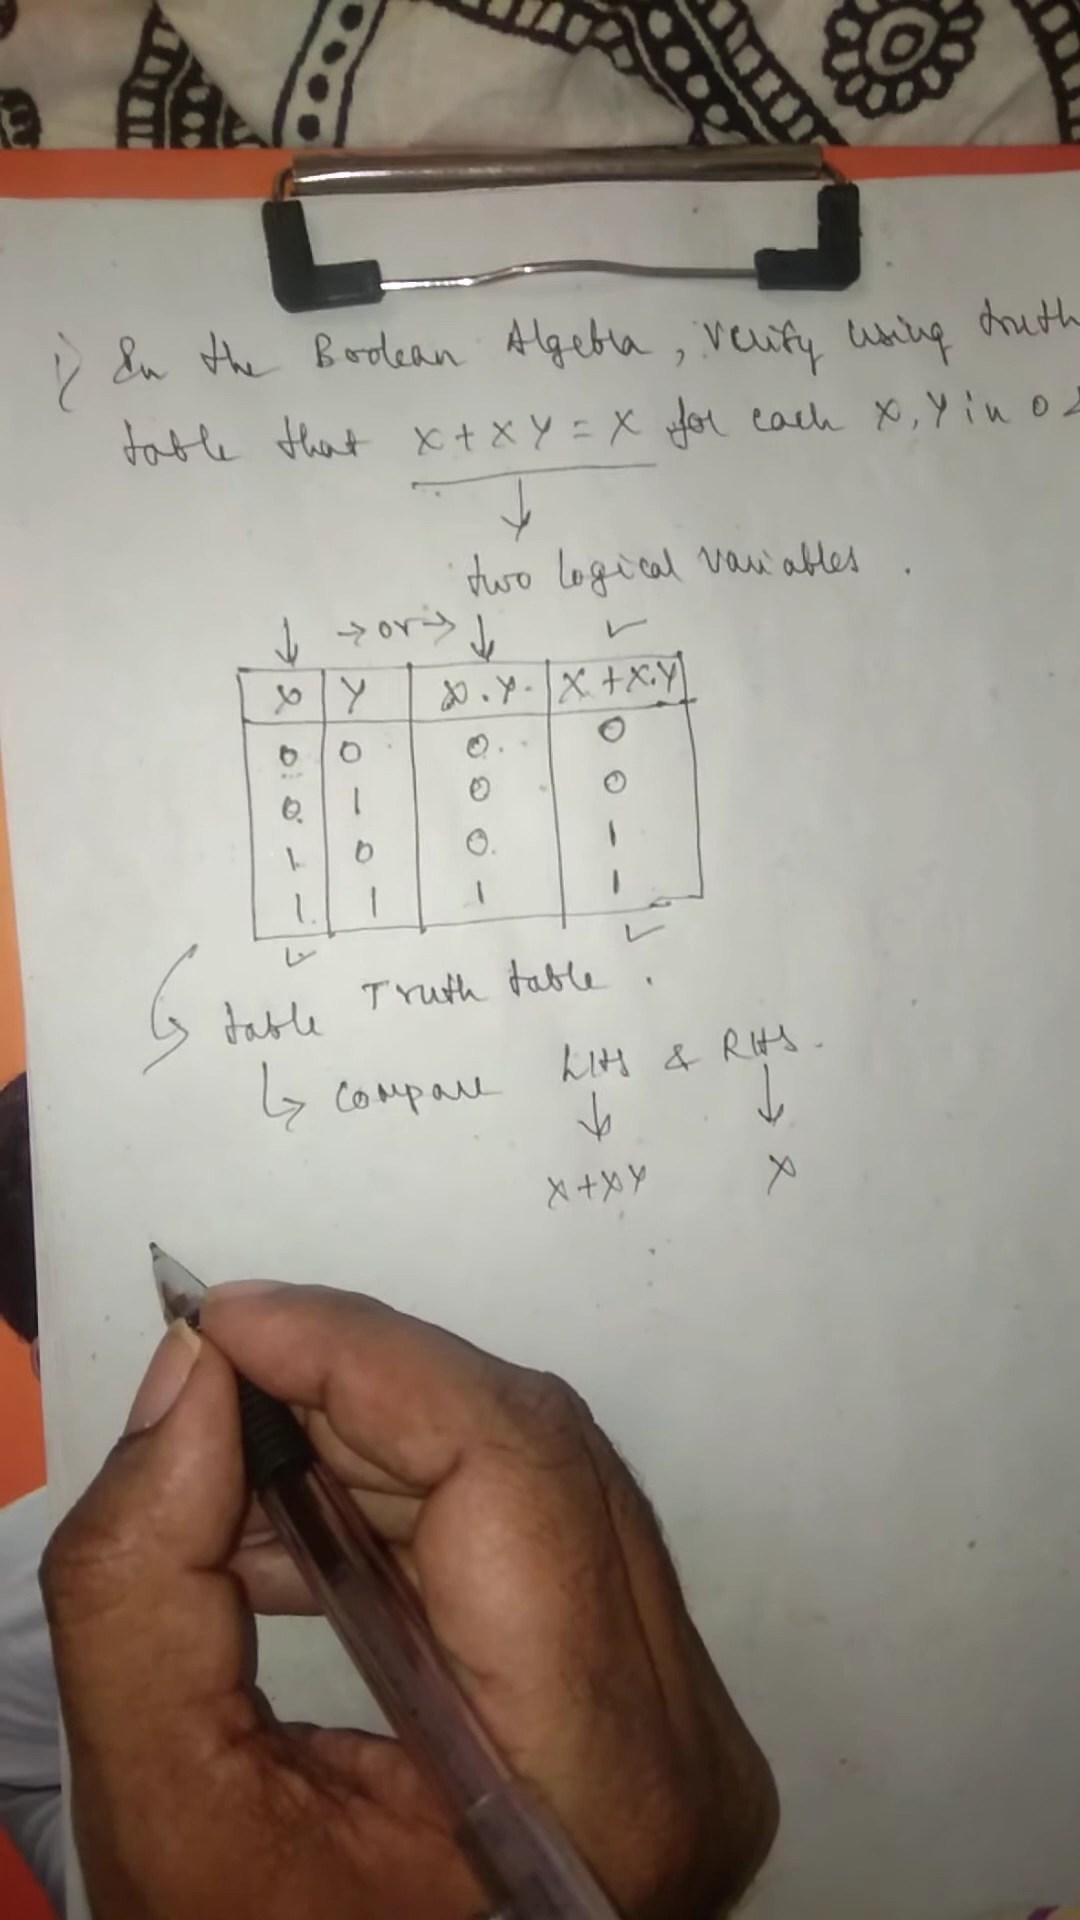 i) In the Boolean Algebra, verify using truth
table that X + X Y = X for each X, Y in 0
↓
two logical variables .
↓ → or → ↓ ✓
X Y X . Y . X + X . Y
0 0 0 0
0 1 0 0
1 0 0 1
1 1 1 1
✓ ✓
Truth table .
table
↳ compare LHS & RHS .
↓ ↓
X + X Y X